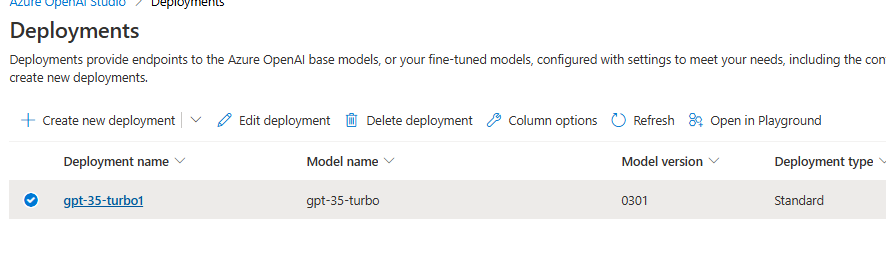 Azure OpenAI Studio > Deployments
Deployments
Deployments provide endpoints to the Azure OpenAI base models, or your fine-tuned models, configured with settings to meet your needs, including the con
create new deployments.
Create new deployment Edit deployment Delete deployment Column options Refresh Open in Playground
Deployment name Model name Model version Deployment type
gpt-35-turbo1 gpt-35-turbo 0301 Standard